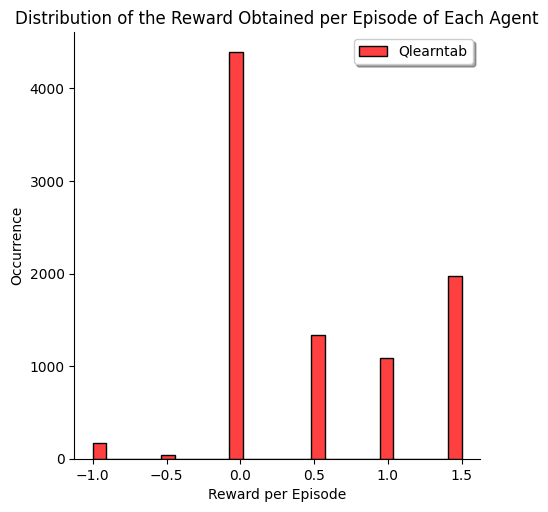 Distribution of the Reward Obtained per Episode of Each Agent
Qlearntab
4000
3000
2000
1000
0
Occurrence
−1.0 −0.5 0.0 0.5 1.0 1.5
Reward per Episode